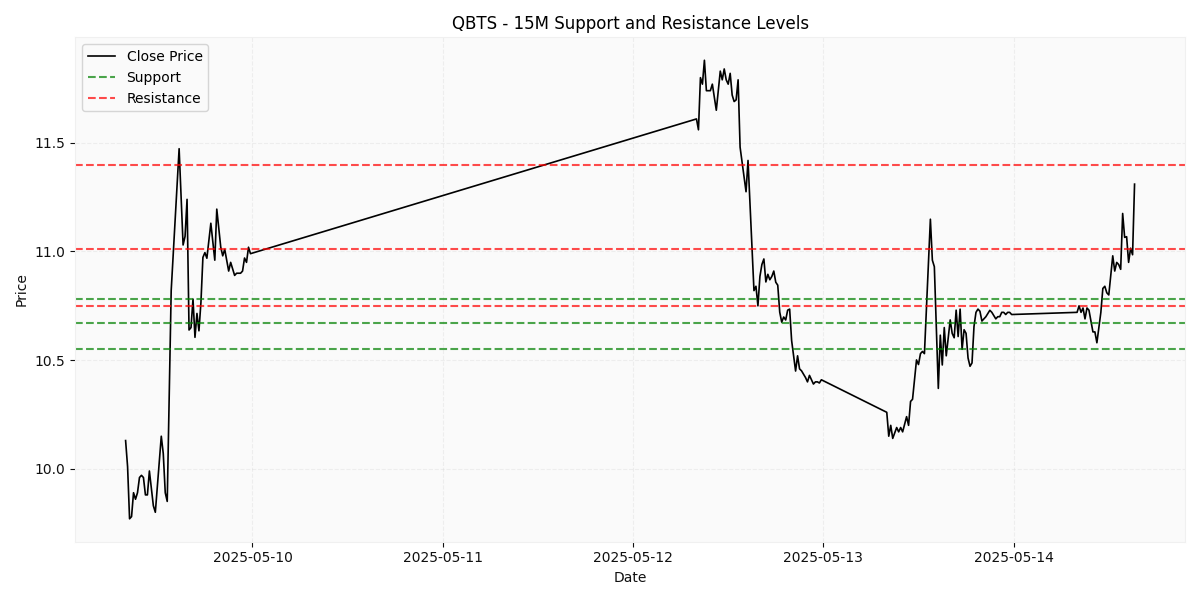 QBTS - 15M Support and Resistance Levels
Close Price
Support
Resistance
Price
11.5
11.0
10.5
10.0
2025-05-10
2025-05-11
2025-05-12
2025-05-13
2025-05-14
Date